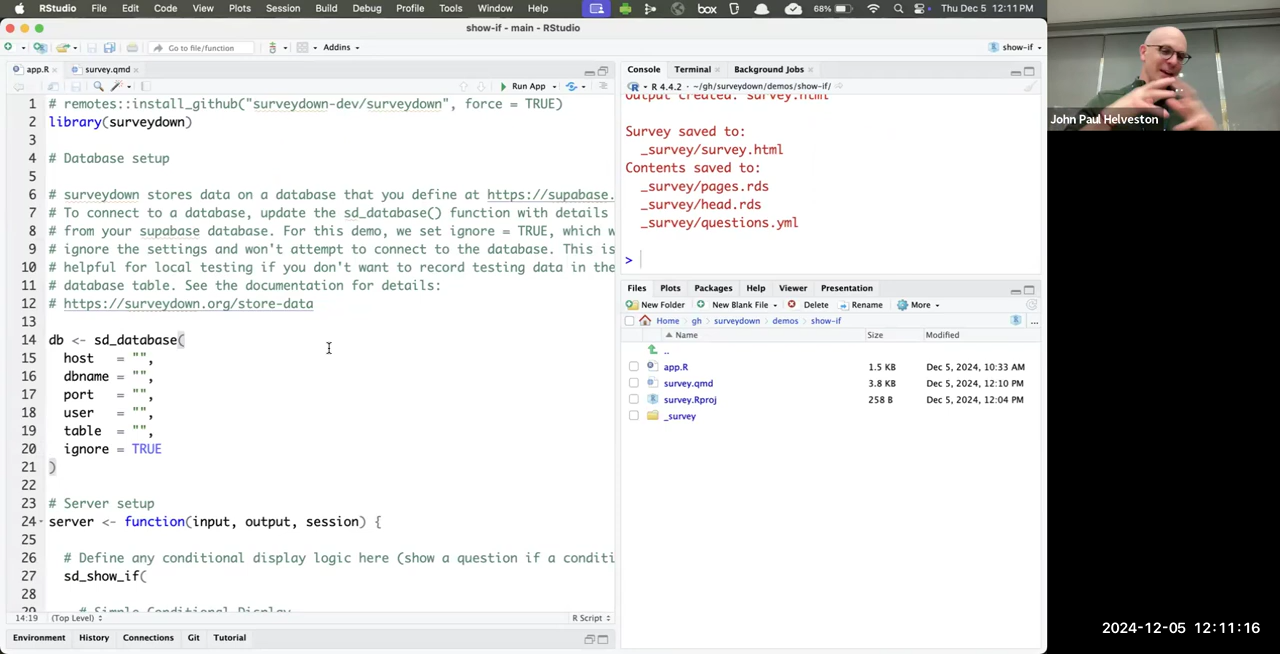 RStudio File Edit Code View Plots Session Build Debug Profile Tools Window Help box 68% Thu Dec 5 12:11 PM
show-if - main - RStudio
Go to file/function Addins show-if
app.R survey.qmd
Run App
1 # remotes::install_github("surveydown-dev/surveydown", force = TRUE)
2 library(surveydown)
3
4 # Database setup
5
6 # surveydown stores data on a database that you define at https://supabase.
7 # To connect to a database, update the sd_database() function with details
8 # from your supabase database. For this demo, we set ignore = TRUE, which w
9 # ignore the settings and won't attempt to connect to the database. This is
10 # helpful for local testing if you don't want to record testing data in the
11 # database table. See the documentation for details:
12 # https://surveydown.org/store-data
13
14 db <- sd_database(
15 host = "",
16 dbname = "",
17 port = "",
18 user = "",
19 table = "",
20 ignore = TRUE
21 )
22
23 # Server setup
24 server <- function(input, output, session) {
25
26 # Define any conditional display logic here (show a question if a conditi
27 sd_show_if(
28
29 # Simple Conditional Display
14:19 (Top Level) R Script
Environment History Connections Git Tutorial
Console Terminal Background Jobs
R 4.4.2 · ~/gh/surveydown/demos/show-if/
Output created: survey.html
Survey saved to:
_survey/survey.html
Contents saved to:
_survey/pages.rds
_survey/head.rds
_survey/questions.yml
>
Files Plots Packages Help Viewer Presentation
New Folder New Blank File Delete Rename More
Home gh surveydown demos show-if ...
Name Size Modified
..
app.R 1.5 KB Dec 5, 2024, 10:33 AM
survey.qmd 3.8 KB Dec 5, 2024, 12:10 PM
survey.Rproj 258 B Dec 5, 2024, 12:04 PM
_survey
John Paul Helveston
2024-12-05 12:11:16